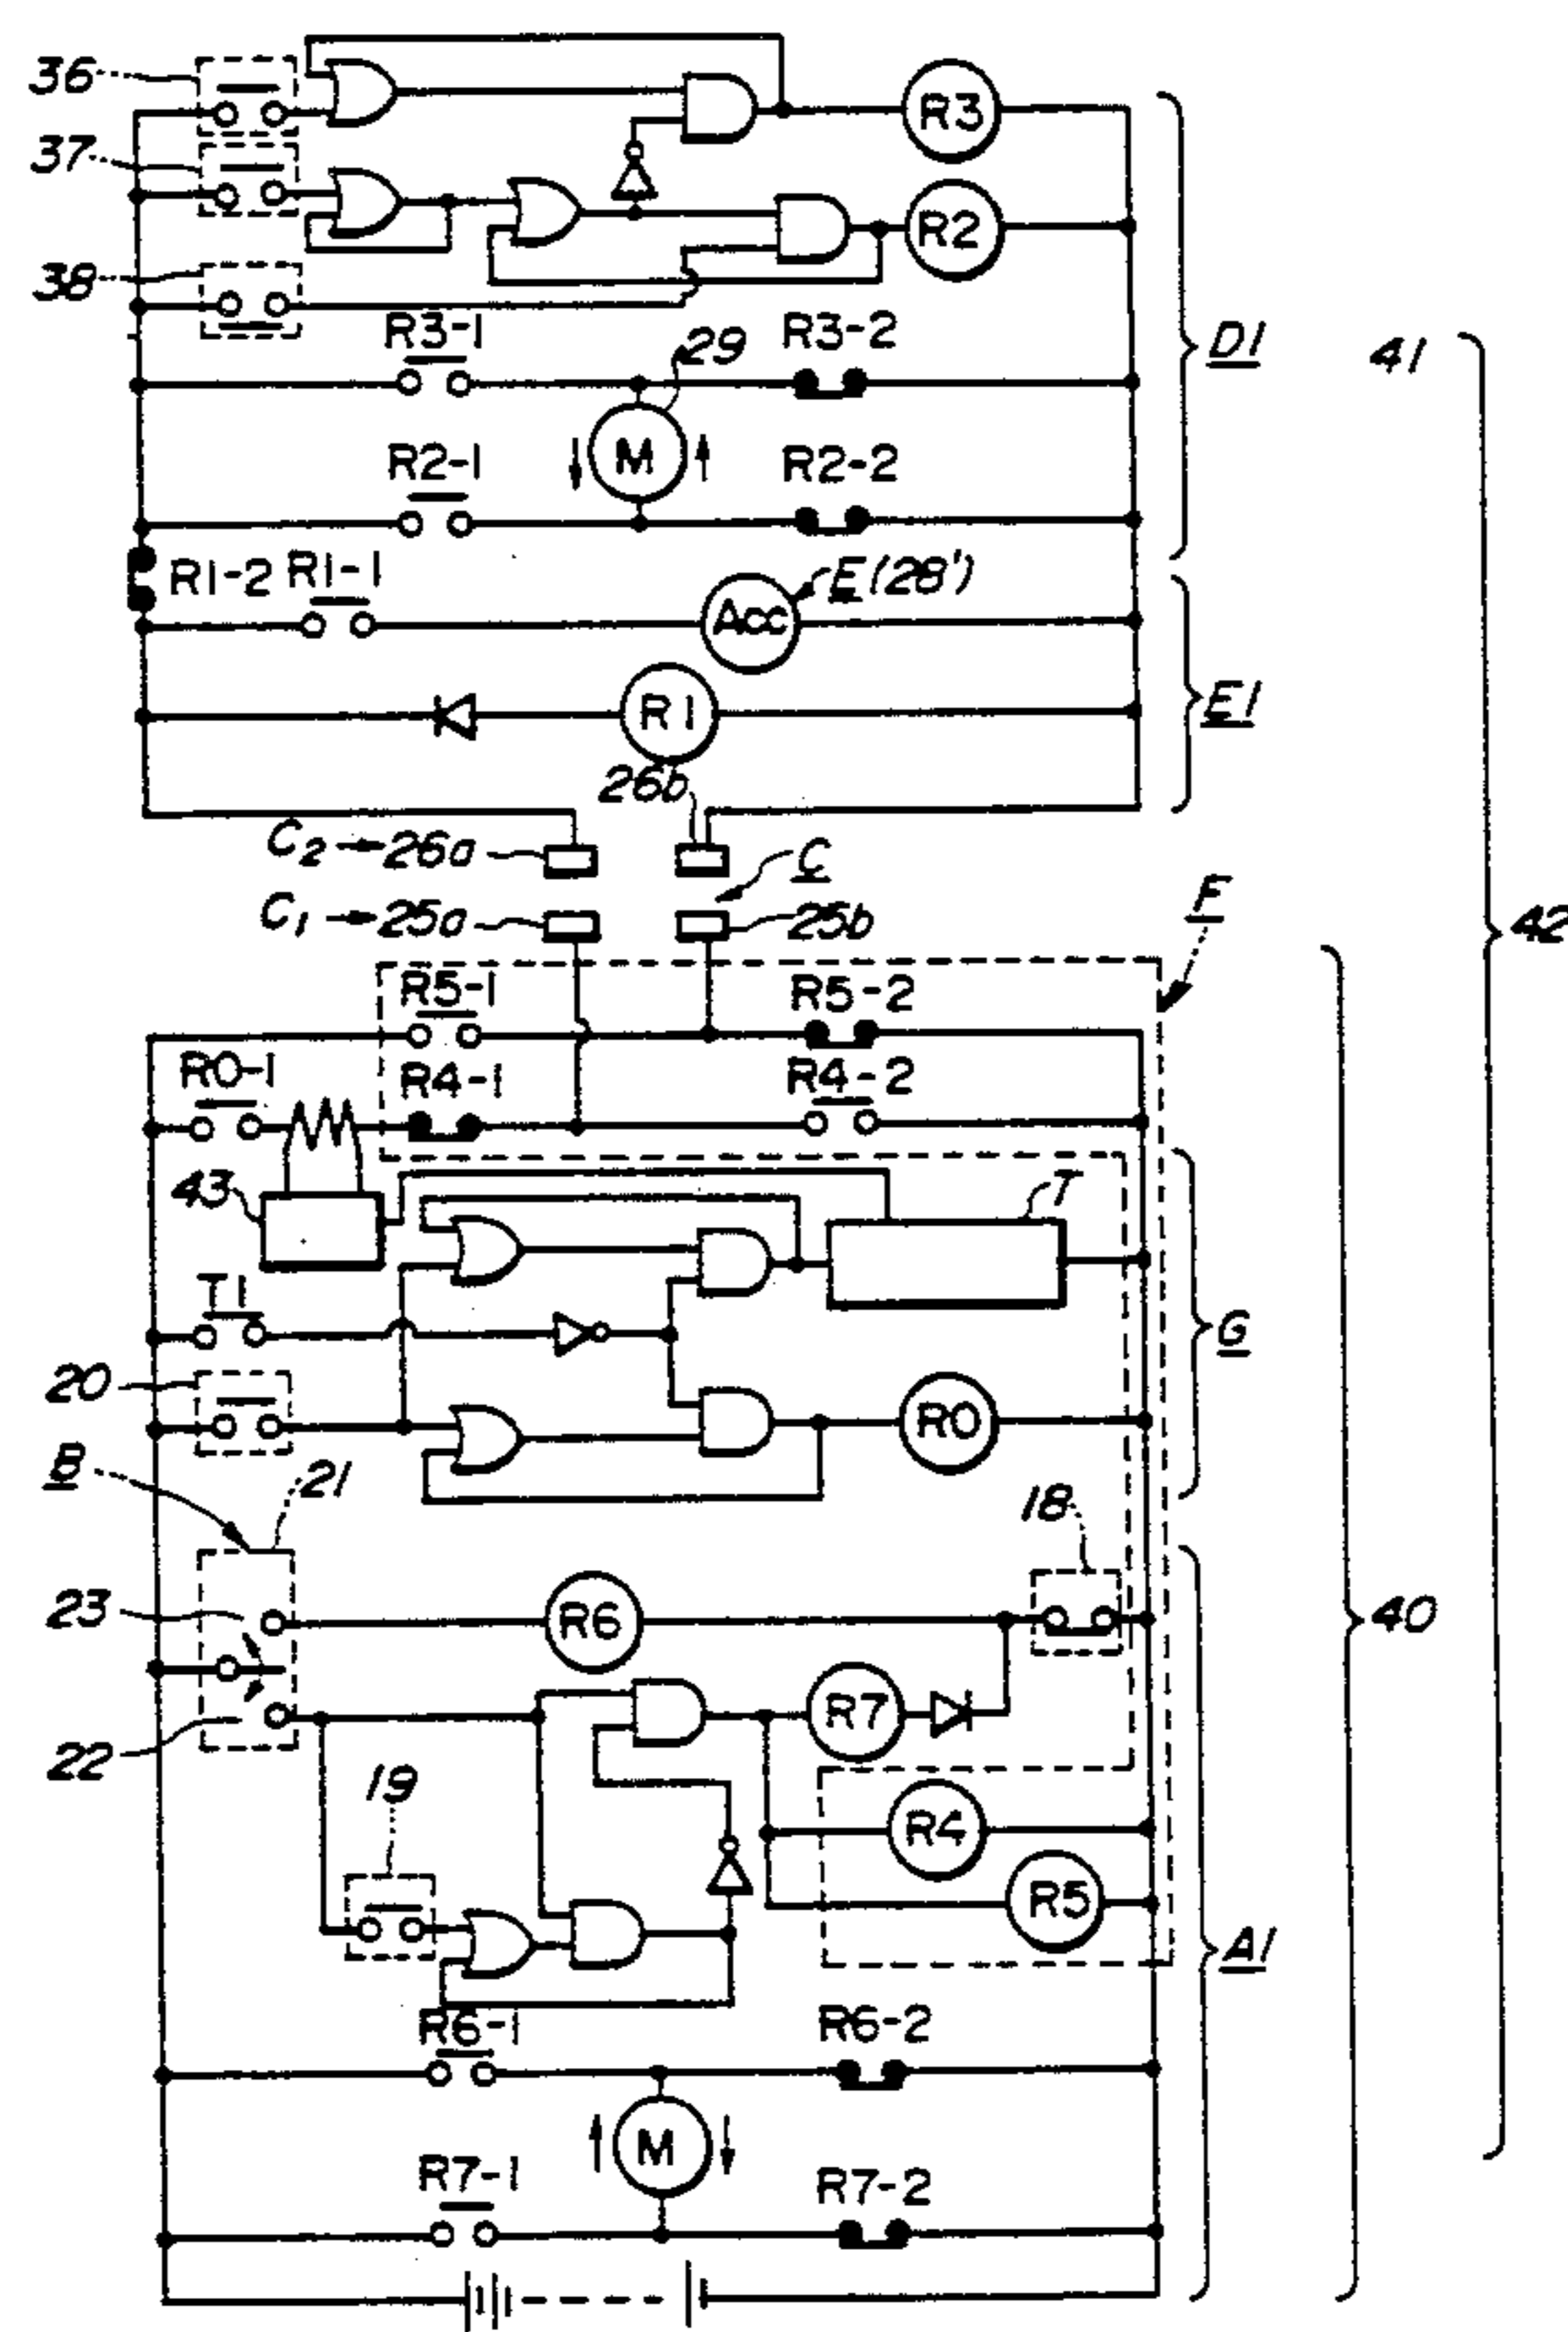 36
R3
37
R2
38
R3-1
29
R3-2
D1
41
M
R2-1
R2-2
R1-2
R1-1
E(28')
Acc
E1
R1
26b
C2→26a
C
C1→25a
25b
F
42
R5-1
R5-2
R0-1
R4-1
R4-2
43
T
T1
G
20
R0
B
21
18
23
R6
40
22
R7
19
R4
R5
A1
R6-1
R6-2
M
R7-1
R7-2